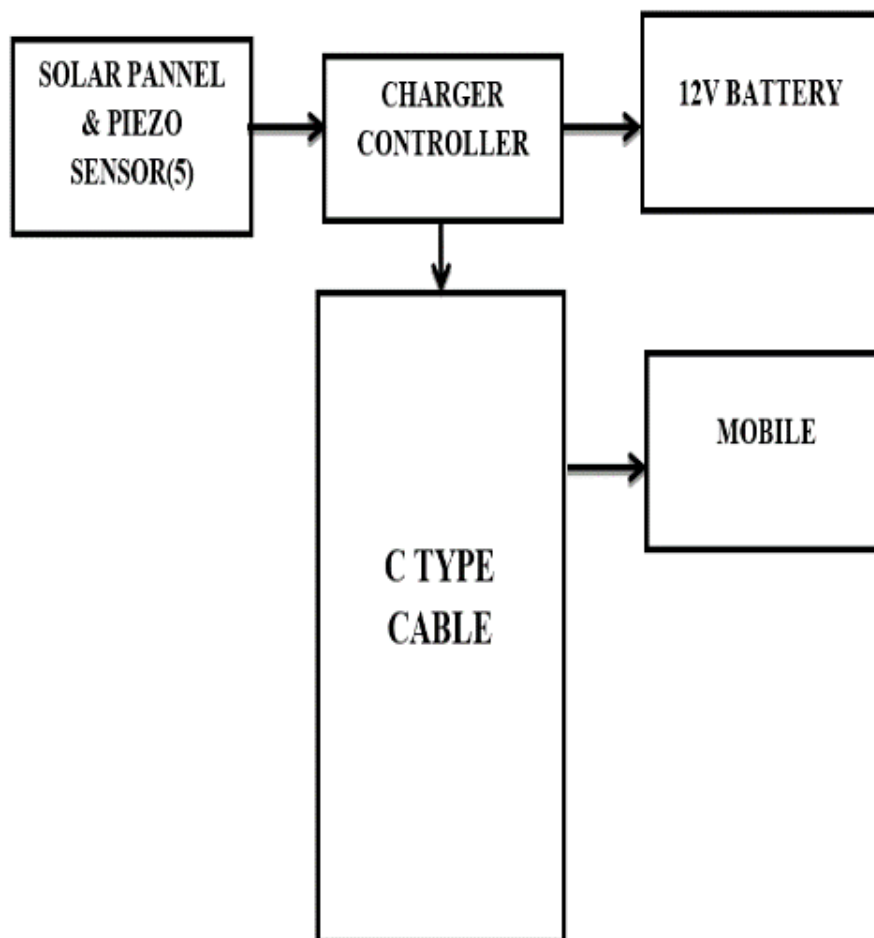 SOLAR PANNEL
& PIEZO
SENSOR(5)
CHARGER
CONTROLLER
12V BATTERY
MOBILE
C TYPE
CABLE